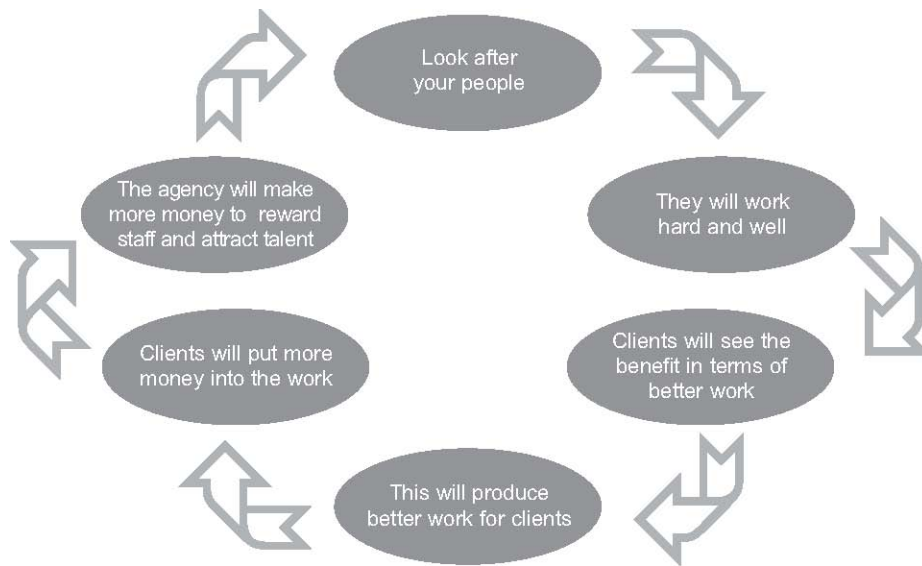 Look after
your people
They will work
hard and well
Clients will see the
benefit in terms of
better work
This will produce
better work for clients
Clients will put more
money into the work
The agency will make
more money to reward
staff and attract talent